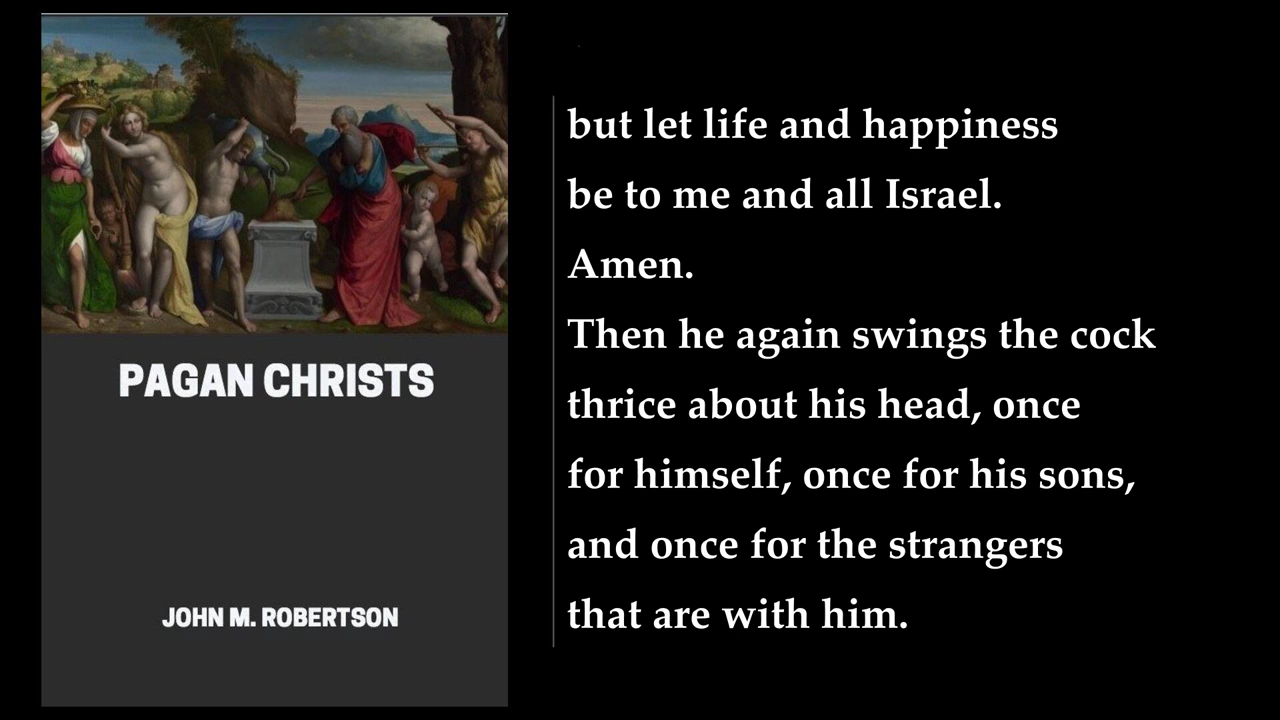 PAGAN CHRISTS
JOHN M. ROBERTSON
but let life and happiness
be to me and all Israel.
Amen.
Then he again swings the cock
thrice about his head, once
for himself, once for his sons,
and once for the strangers
that are with him.